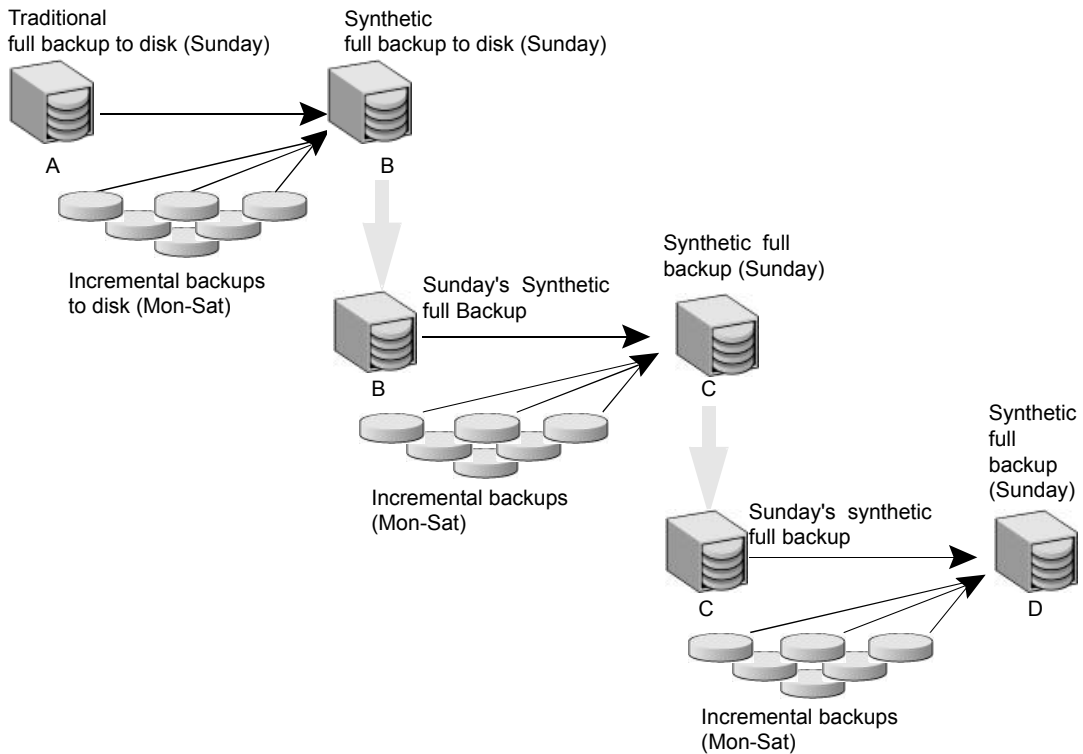 Traditional
full backup to disk (Sunday)
Synthetic
full backup to disk (Sunday)
A
B
Incremental backups
to disk (Mon-Sat)
Sunday's Synthetic
full Backup
Synthetic full
backup (Sunday)
B
C
Incremental backups
(Mon-Sat)
Synthetic
full
backup
(Sunday)
Sunday's synthetic
full backup
C
D
Incremental backups
(Mon-Sat)